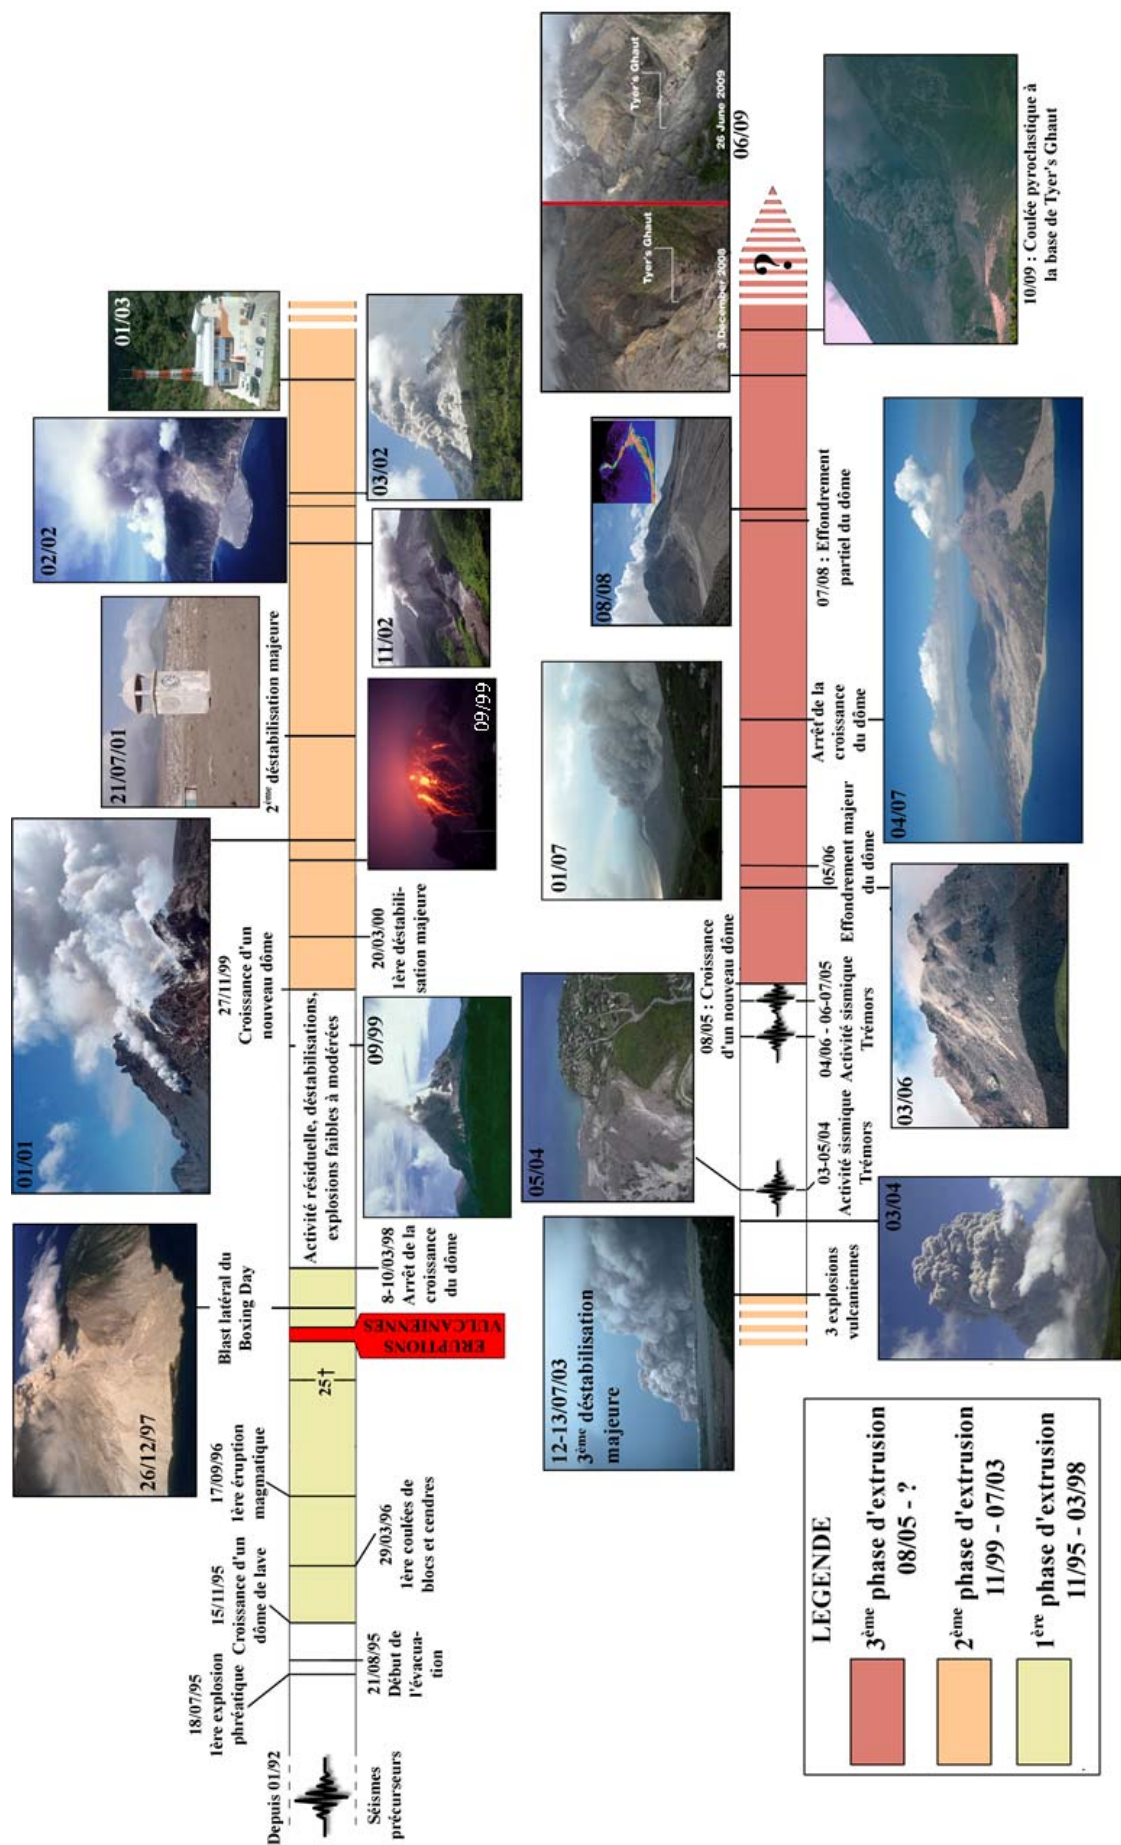 Depuis 01/92
Séismes
précurseurs
18/07/95
1ère explosion
phréatique
21/08/95
Début de
l'évacua-
tion
15/11/95
Croissance d'un
dôme de lave
29/03/96
1ère coulées de
blocs et cendres
17/09/96
1ère éruption
magmatique
25†
ERUPTIONS
VULCANIENNES
26/12/97
Blast latéral du
Boxing Day
8-10/03/98
Arrêt de la
croissance
du dôme
Activité résiduelle, déstabilisations,
explosions faibles à modérées
09/99
27/11/99
Croissance d'un
nouveau dôme
20/03/00
1ère déstabili-
sation majeure
01/01
09/99
21/07/01
2ème déstabilisation majeure
11/02
02/02
03/02
01/03
12-13/07/03
3ème déstabilisation
majeure
3 explosions
vulcaniennes
03/04
05/04
03-05/04
Activité sismique
Trémors
04/06 - 06-07/05
Activité sismique
Trémors
08/05 : Croissance
d'un nouveau dôme
03/06
05/06
Effondrement majeur
du dôme
01/07
Arrêt de la
croissance
du dôme
04/07
07/08 : Effondrement
partiel du dôme
08/08
Tyer's Ghaut
3 December 2008
Tyer's Ghaut
26 June 2009
06/09
?
10/09 : Coulée pyroclastique à
la base de Tyer's Ghaut
LEGENDE
3ème phase d'extrusion
08/05 - ?
2ème phase d'extrusion
11/99 - 07/03
1ère phase d'extrusion
11/95 - 03/98